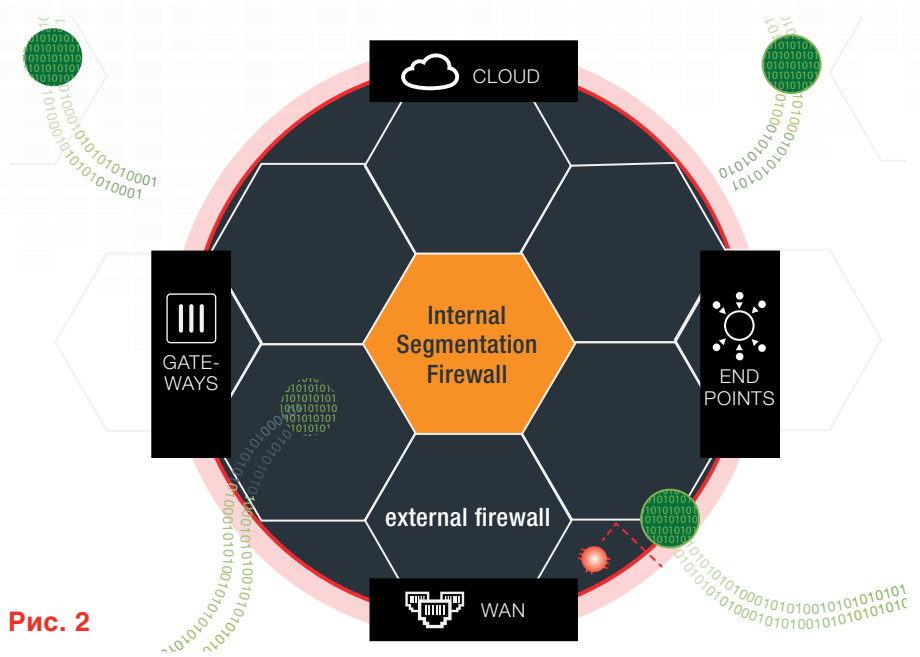 CLOUD
GATE-
WAYS
Internal
Segmentation
Firewall
END
POINTS
external firewall
WAN
Рис. 2